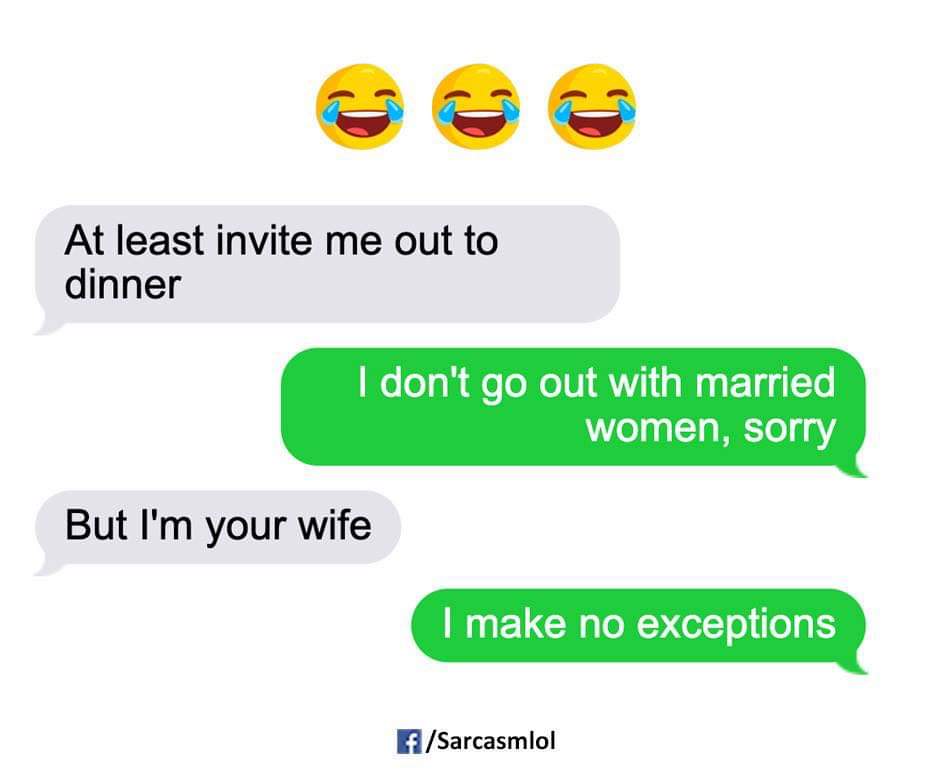 At least invite me out to
dinner
I don't go out with married
women, sorry
But I'm your wife
I make no exceptions
f/Sarcasmlol